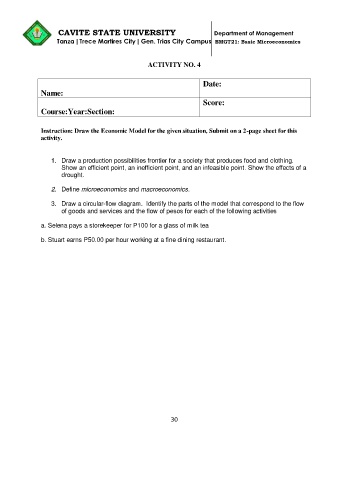 CAVITE STATE UNIVERSITY
Department of Management
Tanza | Trece Martires City | Gen. Trias City Campus
BMGT21: Basic Microeconomics
ACTIVITY NO. 4
Name:
Date:
Course:Year:Section:
Score:
Instruction: Draw the Economic Model for the given situation, Submit on a 2-page sheet for this
activity.
1. Draw a production possibilities frontier for a society that produces food and clothing.
Show an efficient point, an inefficient point, and an infeasible point. Show the effects of a
drought.
2. Define microeconomics and macroeconomics.
3. Draw a circular-flow diagram. Identify the parts of the model that correspond to the flow
of goods and services and the flow of pesos for each of the following activities
a. Selena pays a storekeeper for P100 for a glass of milk tea
b. Stuart earns P50.00 per hour working at a fine dining restaurant.
30